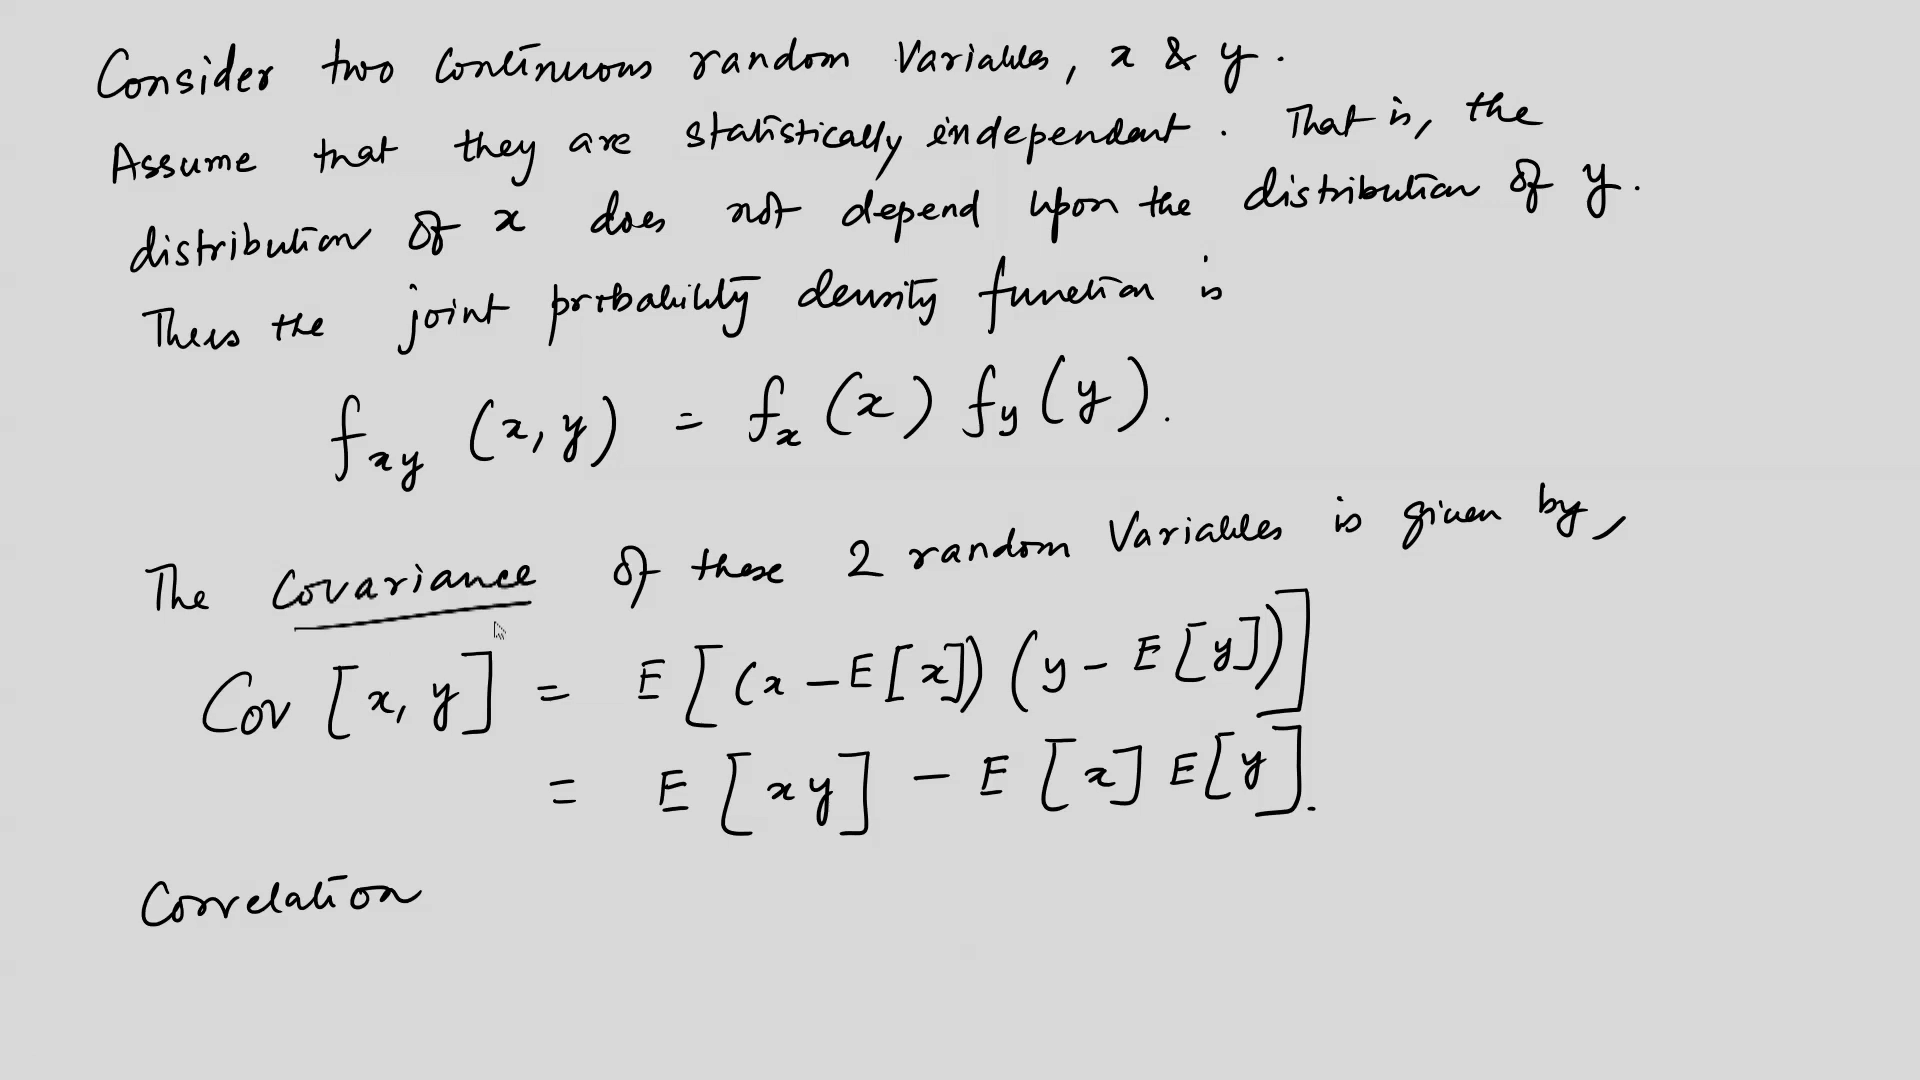 Consider two continuous random Variables, x & y.
Assume that they are statistically independent. That is, the
distribution of x does not depend upon the distribution of y.
Thus the joint probability density function is
f_{xy} (x, y) = f_x (x) f_y (y).
The Covariance of these 2 random Variables is given by,
Cov [x, y] = E [(x - E[x]) (y - E[y])]
= E [xy] - E [x] E[y].
Correlation